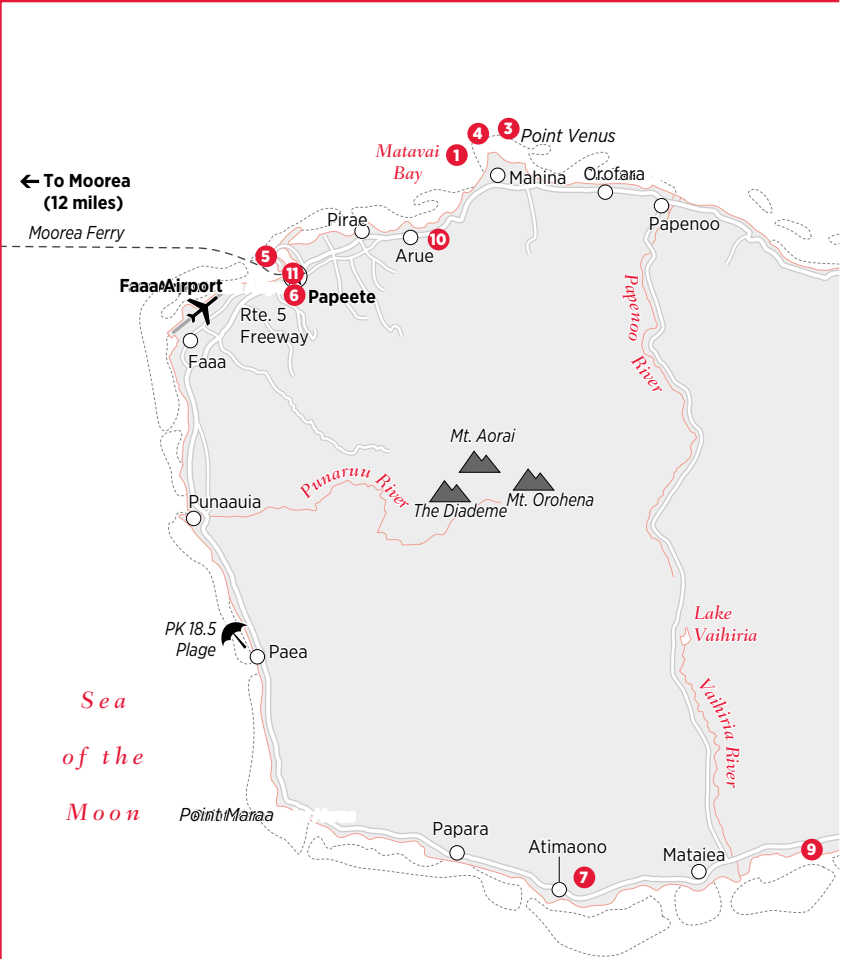 4
3
Point Venus
Matavai
Bay
1
Mahina
Orofara
To Moorea
(12 miles)
Moorea Ferry
Pirae
10
Arue
Papenoo
5
11
6
Papeete
Faaa Airport
Rte. 5
Freeway
Faaa
Papenoo
River
Mt. Aorai
Mt. Orohena
The Diademe
Punaruu River
Punaauia
PK 18.5
Plage
Paea
Lake
Vaihiria
Vaihiria River
Sea
of the
Moon
Point Maraa
Papara
Atimaono
7
Mataiea
9